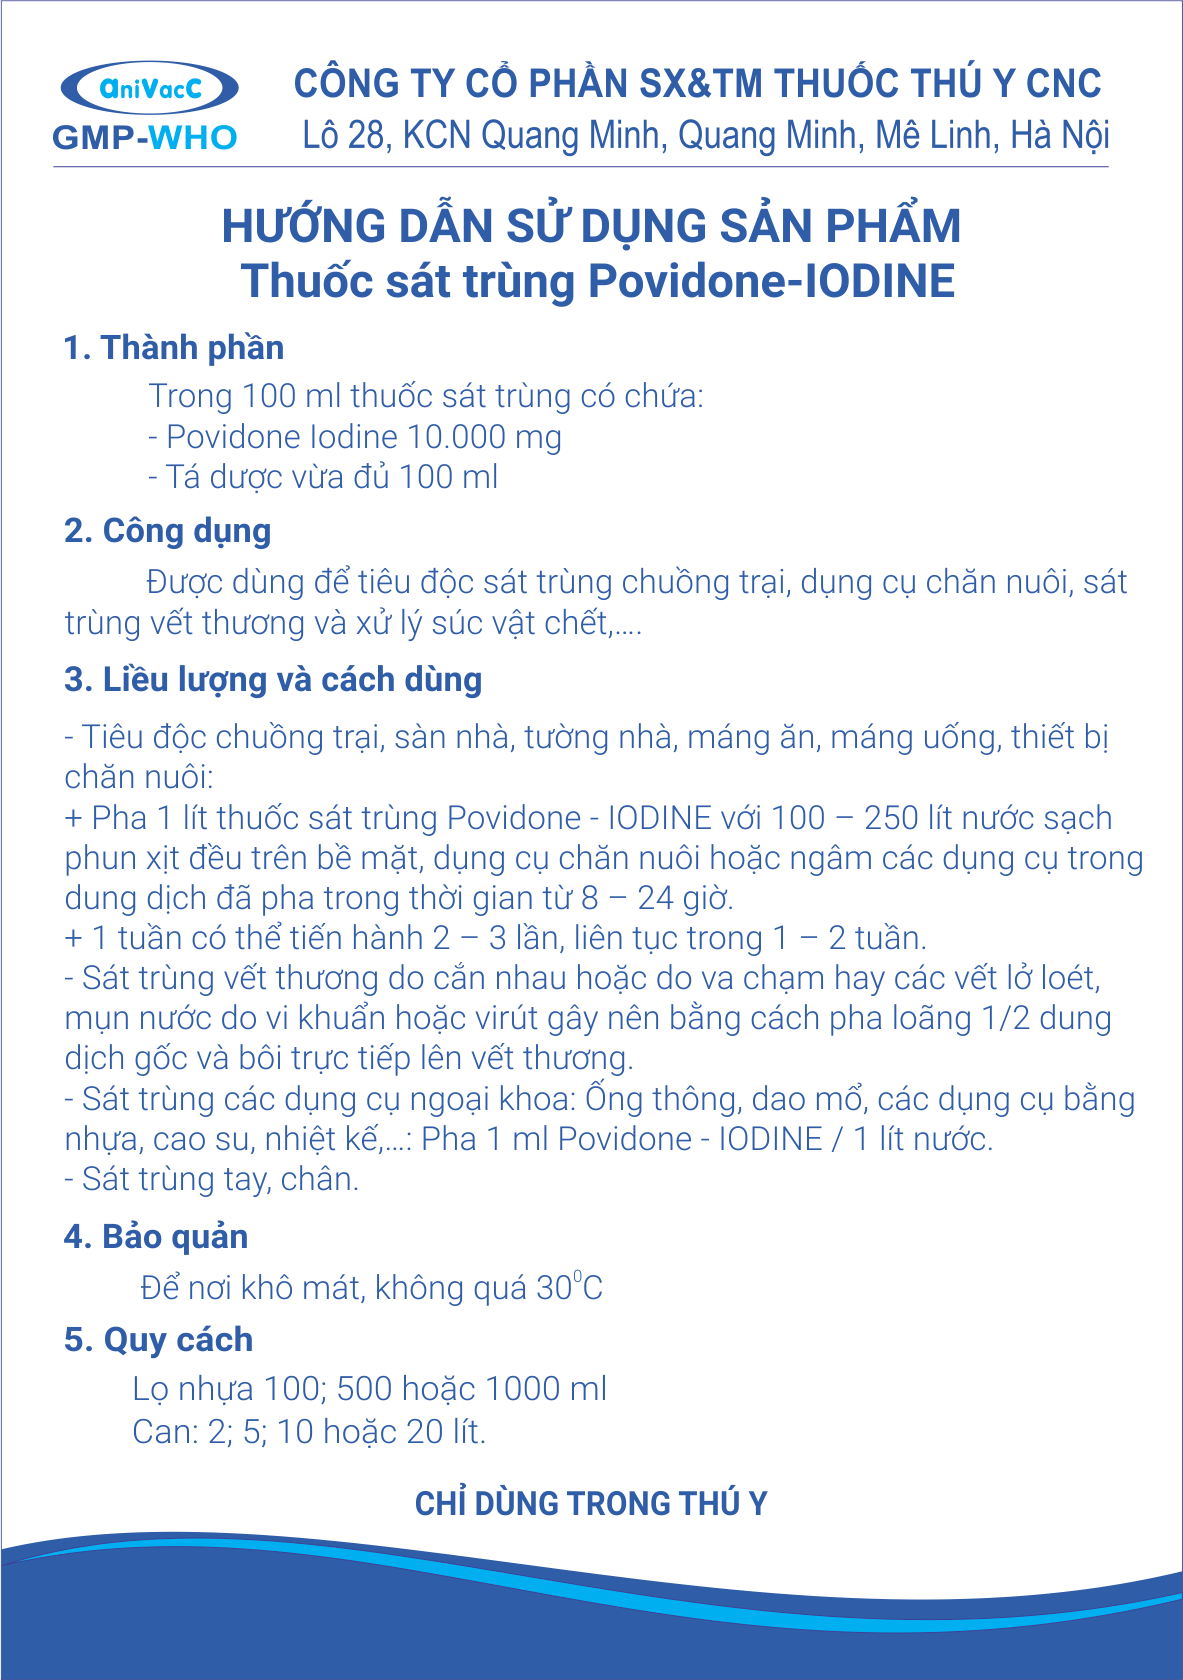 aniVacC
GMP-WHO
CÔNG TY CỔ PHẦN SX&TM THUỐC THÚ Y CNC
Lô 28, KCN Quang Minh, Quang Minh, Mê Linh, Hà Nội
HƯỚNG DẪN SỬ DỤNG SẢN PHẨM
Thuốc sát trùng Povidone-IODINE
1. Thành phần
Trong 100 ml thuốc sát trùng có chứa:
- Povidone Iodine 10.000 mg
- Tá dược vừa đủ 100 ml
2. Công dụng
Được dùng để tiêu độc sát trùng chuồng trại, dụng cụ chăn nuôi, sát
trùng vết thương và xử lý súc vật chết,....
3. Liều lượng và cách dùng
- Tiêu độc chuồng trại, sàn nhà, tường nhà, máng ăn, máng uống, thiết bị
chăn nuôi:
+ Pha 1 lít thuốc sát trùng Povidone - IODINE với 100 – 250 lít nước sạch
phun xịt đều trên bề mặt, dụng cụ chăn nuôi hoặc ngâm các dụng cụ trong
dung dịch đã pha trong thời gian từ 8 – 24 giờ.
+ 1 tuần có thể tiến hành 2 – 3 lần, liên tục trong 1 – 2 tuần.
- Sát trùng vết thương do cắn nhau hoặc do va chạm hay các vết lở loét,
mụn nước do vi khuẩn hoặc virút gây nên bằng cách pha loãng 1/2 dung
dịch gốc và bôi trực tiếp lên vết thương.
- Sát trùng các dụng cụ ngoại khoa: Ống thông, dao mổ, các dụng cụ bằng
nhựa, cao su, nhiệt kế,...: Pha 1 ml Povidone - IODINE / 1 lít nước.
- Sát trùng tay, chân.
4. Bảo quản
Để nơi khô mát, không quá 30⁰C
5. Quy cách
Lọ nhựa 100; 500 hoặc 1000 ml
Can: 2; 5; 10 hoặc 20 lít.
CHỈ DÙNG TRONG THÚ Y